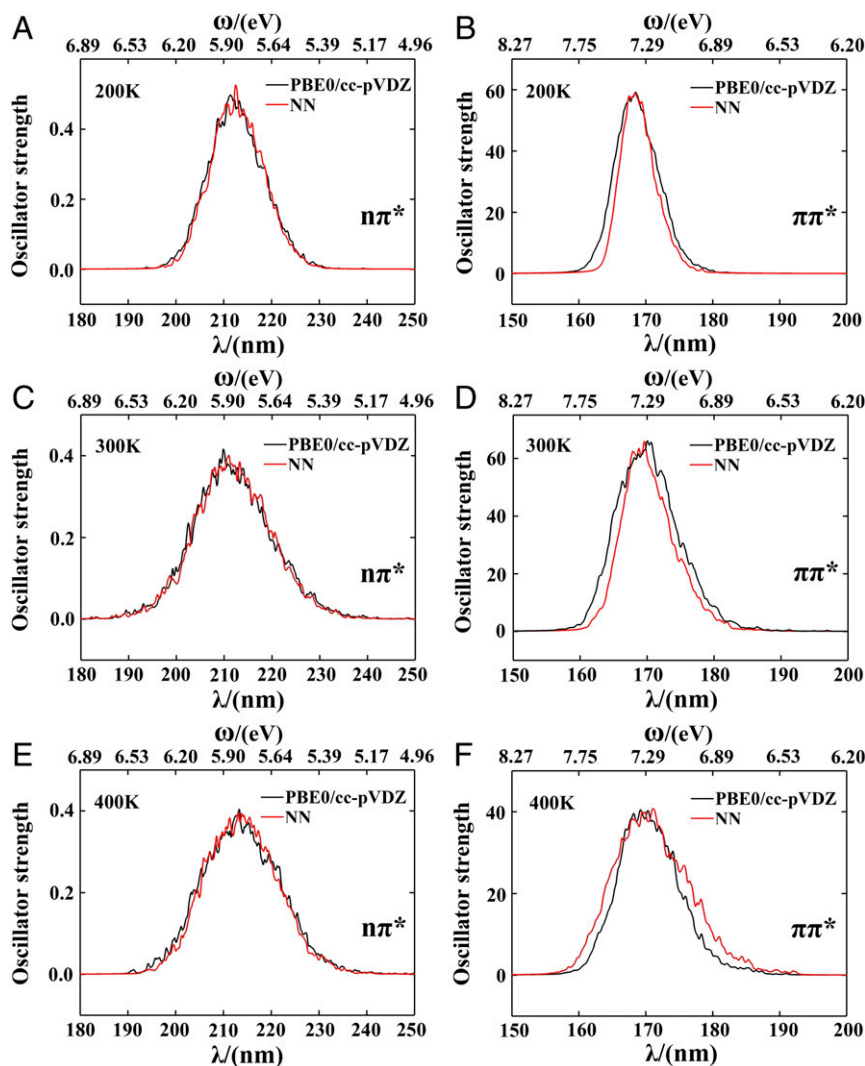 A
ω/(eV)
6.89 6.53 6.20 5.90 5.64 5.39 5.17 4.96
200K
PBE0/cc-pVDZ
NN
nπ*
Oscillator strength
0.4
0.2
0.0
180 190 200 210 220 230 240 250
λ/(nm)
B
ω/(eV)
8.27 7.75 7.29 6.89 6.53 6.20
200K
PBE0/cc-pVDZ
NN
ππ*
Oscillator strength
60
40
20
0
150 160 170 180 190 200
λ/(nm)
C
ω/(eV)
6.89 6.53 6.20 5.90 5.64 5.39 5.17 4.96
300K
PBE0/cc-pVDZ
NN
nπ*
Oscillator strength
0.4
0.2
0.0
180 190 200 210 220 230 240 250
λ/(nm)
D
ω/(eV)
8.27 7.75 7.29 6.89 6.53 6.20
300K
PBE0/cc-pVDZ
NN
ππ*
Oscillator strength
60
40
20
0
150 160 170 180 190 200
λ/(nm)
E
ω/(eV)
6.89 6.53 6.20 5.90 5.64 5.39 5.17 4.96
400K
PBE0/cc-pVDZ
NN
nπ*
Oscillator strength
0.4
0.2
0.0
180 190 200 210 220 230 240 250
λ/(nm)
F
ω/(eV)
8.27 7.75 7.29 6.89 6.53 6.20
400K
PBE0/cc-pVDZ
NN
ππ*
Oscillator strength
40
20
0
150 160 170 180 190 200
λ/(nm)